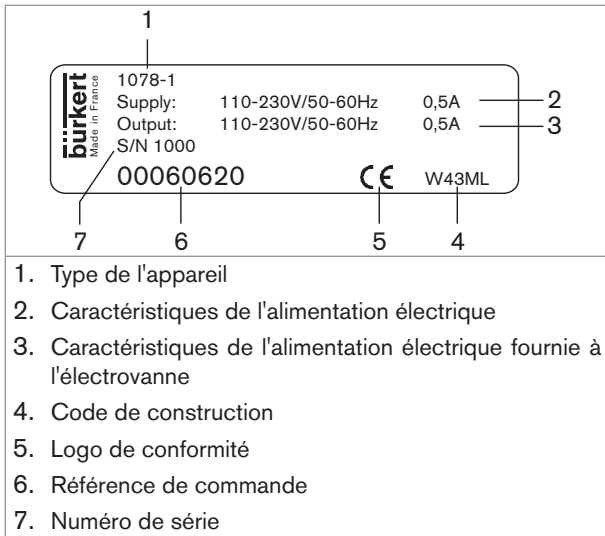 1
bürkert
Made in France
1078-1
Supply: 110-230V/50-60Hz 0,5A
2
Output: 110-230V/50-60Hz 0,5A
3
S/N 1000
00060620 CE W43ML
7 6 5 4
1. Type de l'appareil
2. Caractéristiques de l'alimentation électrique
3. Caractéristiques de l'alimentation électrique fournie à
l'électrovanne
4. Code de construction
5. Logo de conformité
6. Référence de commande
7. Numéro de série